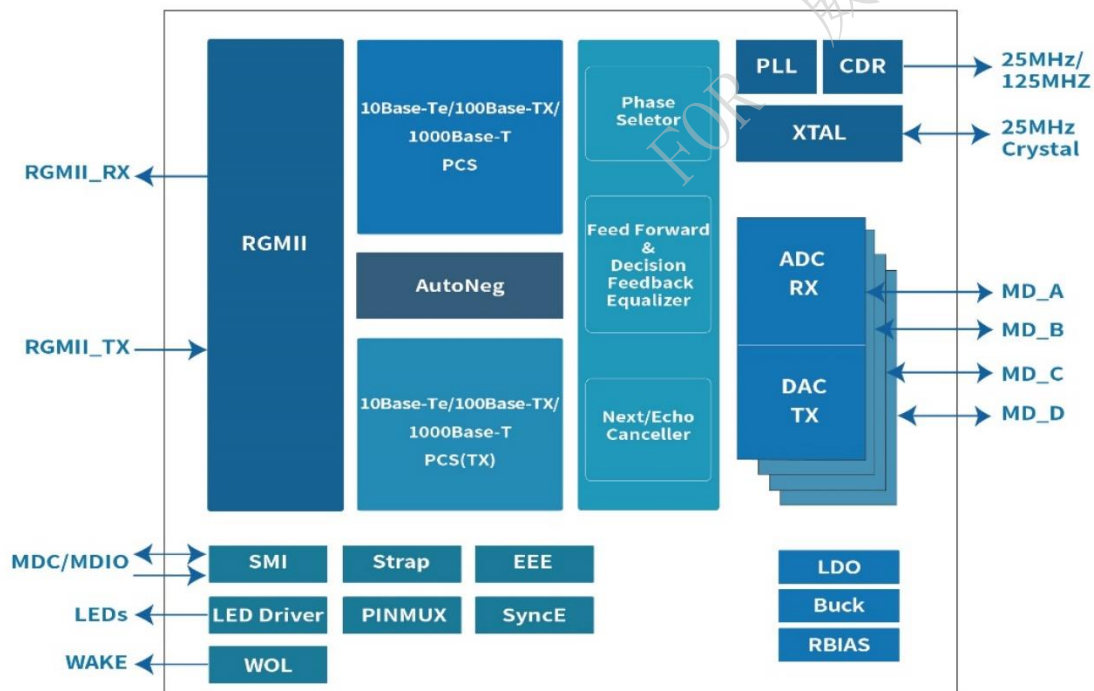 RGMII_RX
RGMII_TX
MDC/MDIO
LEDs
WAKE
RGMII
10Base-Te/100Base-TX/
1000Base-T
PCS
AutoNeg
10Base-Te/100Base-TX/
1000Base-T
PCS(TX)
Phase
Seletor
Feed Forward
&
Decision
Feedback
Equalizer
Next/Echo
Canceller
PLL
CDR
XTAL
25MHz/
125MHZ
25MHz
Crystal
ADC
RX
DAC
TX
MD_A
MD_B
MD_C
MD_D
SMI
Strap
EEE
LED Driver
PINMUX
SyncE
WOL
LDO
Buck
RBIAS
FOR